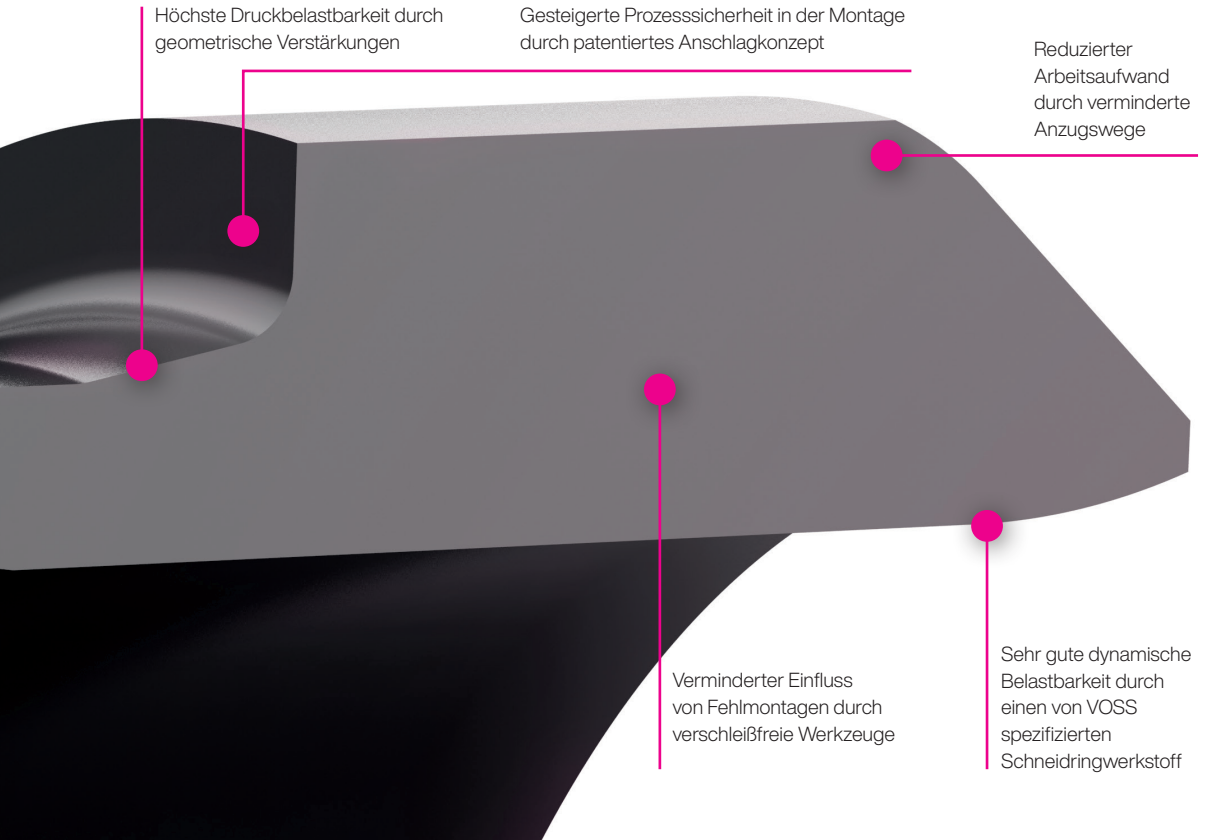 Höchste Druckbelastbarkeit durch
geometrische Verstärkungen
Gesteigerte Prozesssicherheit in der Montage
durch patentiertes Anschlagkonzept
Reduzierter
Arbeitsaufwand
durch verminderte
Anzugswege
Verminderter Einfluss
von Fehlmontagen durch
verschleißfreie Werkzeuge
Sehr gute dynamische
Belastbarkeit durch
einen von VOSS
spezifizierten
Schneidringwerkstoff